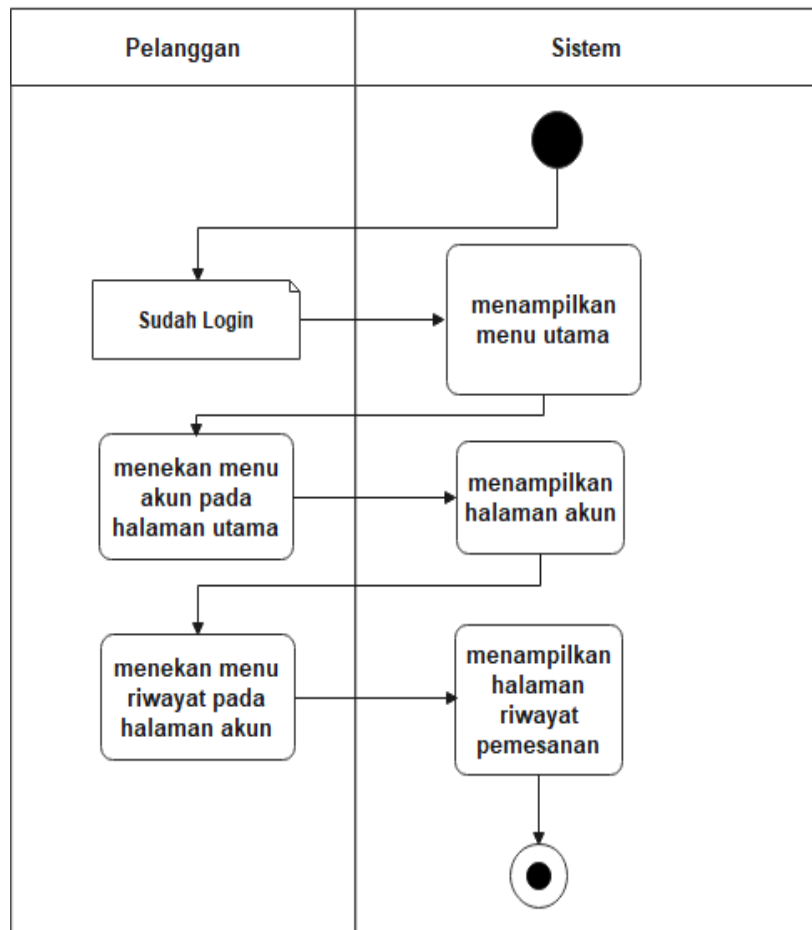 Pelanggan
Sistem
Sudah Login
menampilkan
menu utama
menekan menu
akun pada
halaman utama
menampilkan
halaman akun
menekan menu
riwayat pada
halaman akun
menampilkan
halaman
riwayat
pemesanan